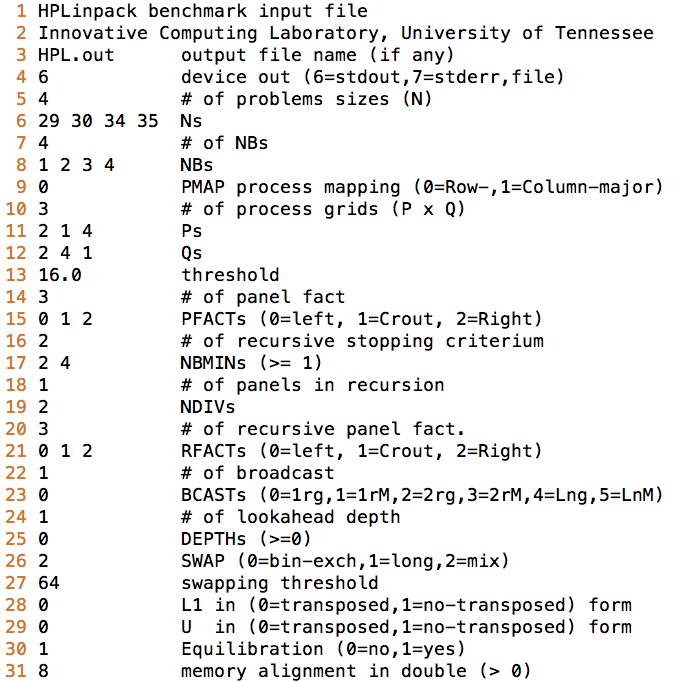 1 HPLinpack benchmark input file
2 Innovative Computing Laboratory, University of Tennessee
3 HPL.out      output file name (if any)
4 6            device out (6=stdout,7=stderr,file)
5 4            # of problems sizes (N)
6 29 30 34 35  Ns
7 4            # of NBs
8 1 2 3 4      NBs
9 0            PMAP process mapping (0=Row-,1=Column-major)
10 3            # of process grids (P x Q)
11 2 1 4        Ps
12 2 4 1        Qs
13 16.0         threshold
14 3            # of panel fact
15 0 1 2        PFACTs (0=left, 1=Crout, 2=Right)
16 2            # of recursive stopping criterium
17 2 4          NBMINs (>= 1)
18 1            # of panels in recursion
19 2            NDIVs
20 3            # of recursive panel fact.
21 0 1 2        RFACTs (0=left, 1=Crout, 2=Right)
22 1            # of broadcast
23 0            BCASTs (0=1rg,1=1rM,2=2rg,3=2rM,4=Lng,5=LnM)
24 1            # of lookahead depth
25 0            DEPTHs (>=0)
26 2            SWAP (0=bin-exch,1=long,2=mix)
27 64           swapping threshold
28 0            L1 in (0=transposed,1=no-transposed) form
29 0            U  in (0=transposed,1=no-transposed) form
30 1            Equilibration (0=no,1=yes)
31 8            memory alignment in double (> 0)